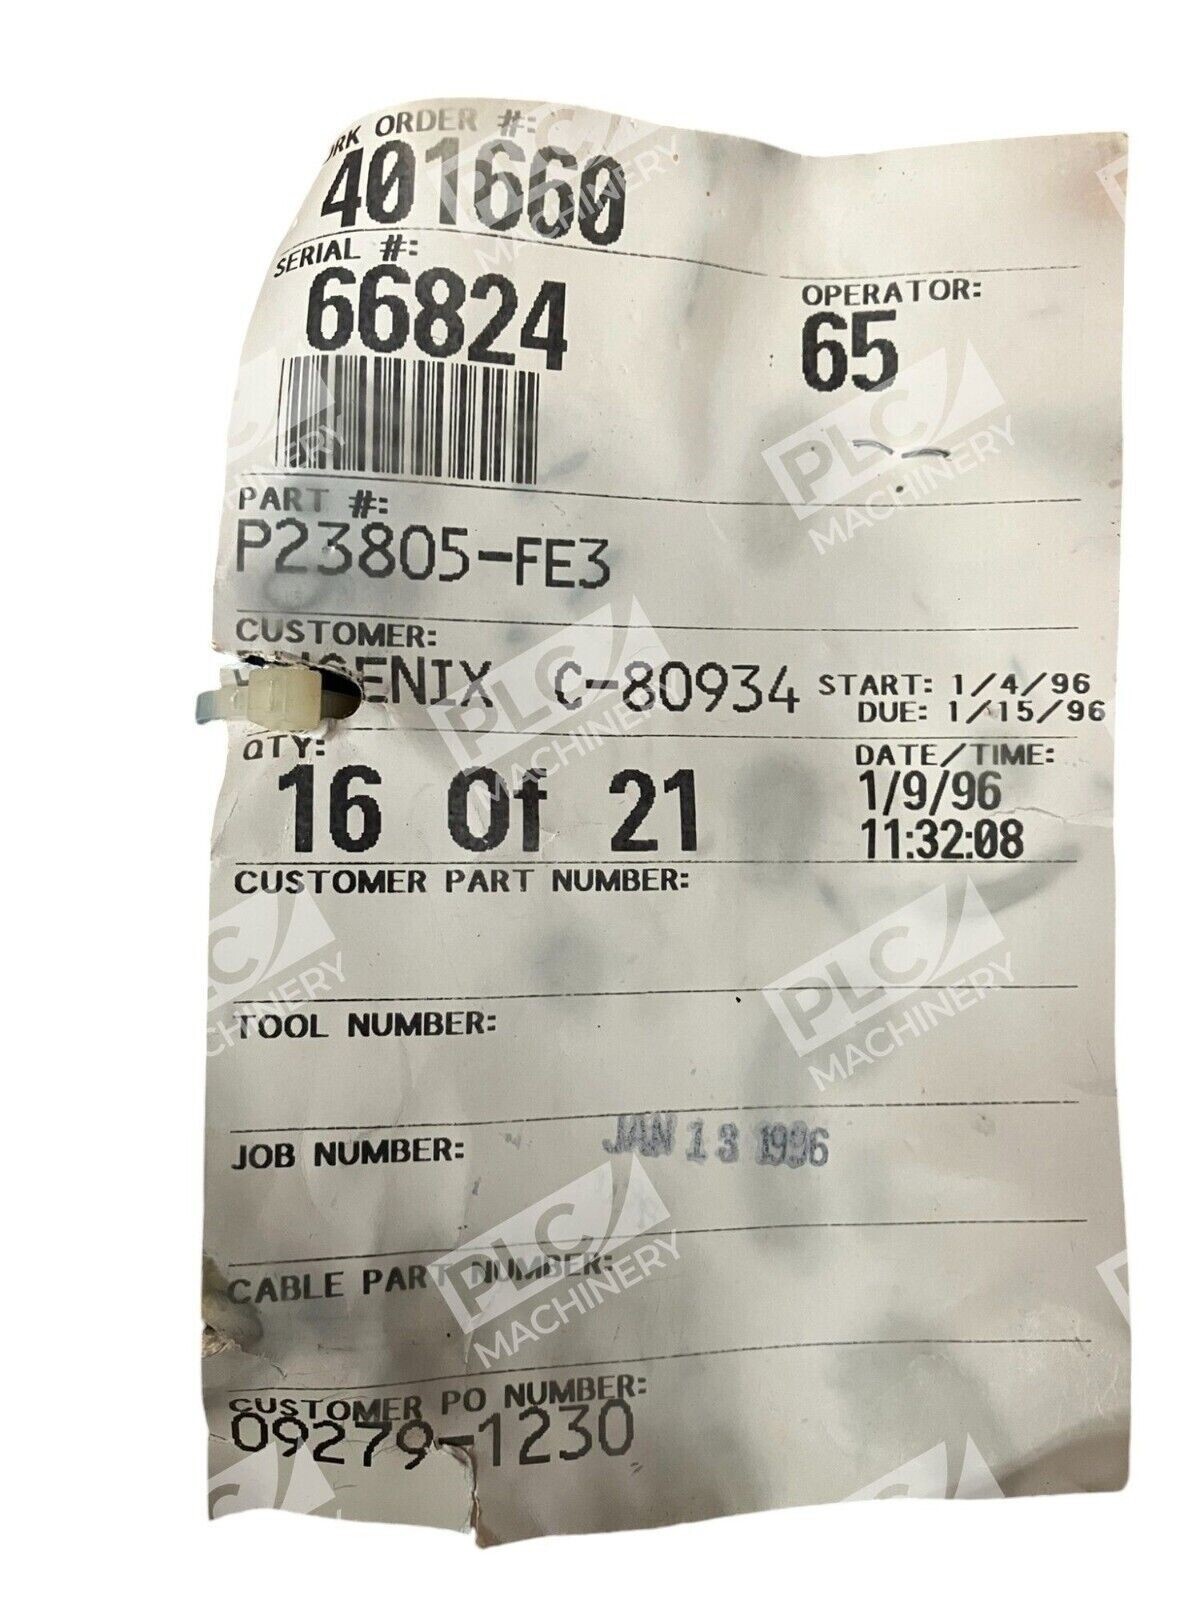 WORK ORDER #:
401660
SERIAL #:
66824
OPERATOR:
65
PART #:
P23805-FE3
CUSTOMER:
C-80934
START: 1/4/96
DUE: 1/15/96
QTY:
16 Of 21
DATE/TIME:
1/9/96
11:32:08
CUSTOMER PART NUMBER:
TOOL NUMBER:
JOB NUMBER:
JAN 13 1996
CABLE PART NUMBER:
CUSTOMER PO NUMBER:
09279-1230
PLC
MACHINERY